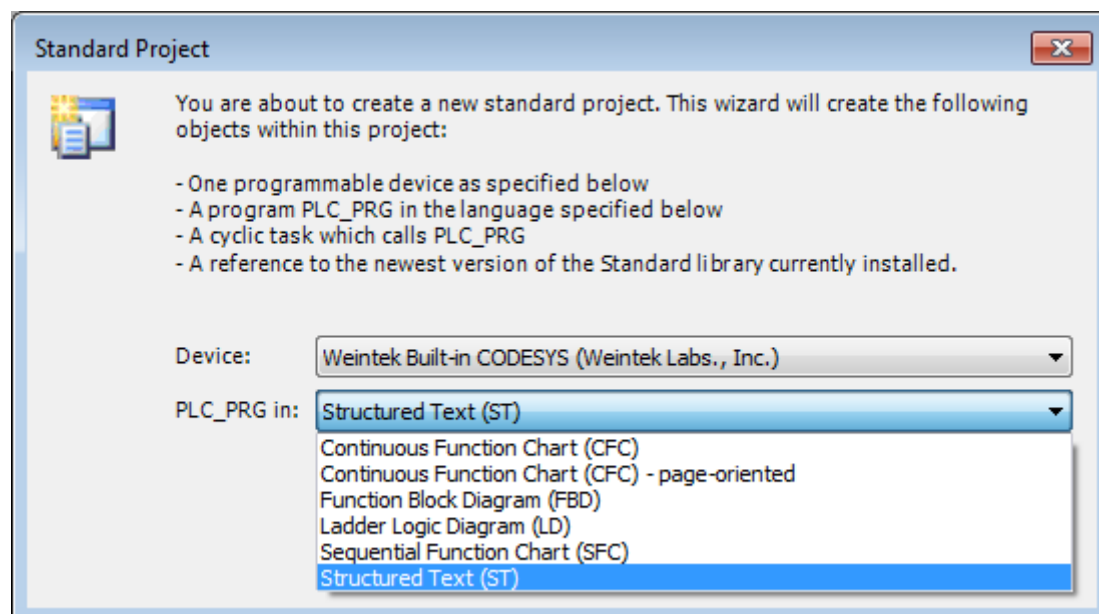 Standard Project
You are about to create a new standard project. This wizard will create the following
objects within this project:
- One programmable device as specified below
- A program PLC_PRG in the language specified below
- A cyclic task which calls PLC_PRG
- A reference to the newest version of the Standard library currently installed.
Device: Weintek Built-in CODESYS (Weintek Labs., Inc.)
PLC_PRG in: Structured Text (ST)
Continuous Function Chart (CFC)
Continuous Function Chart (CFC) - page-oriented
Function Block Diagram (FBD)
Ladder Logic Diagram (LD)
Sequential Function Chart (SFC)
Structured Text (ST)